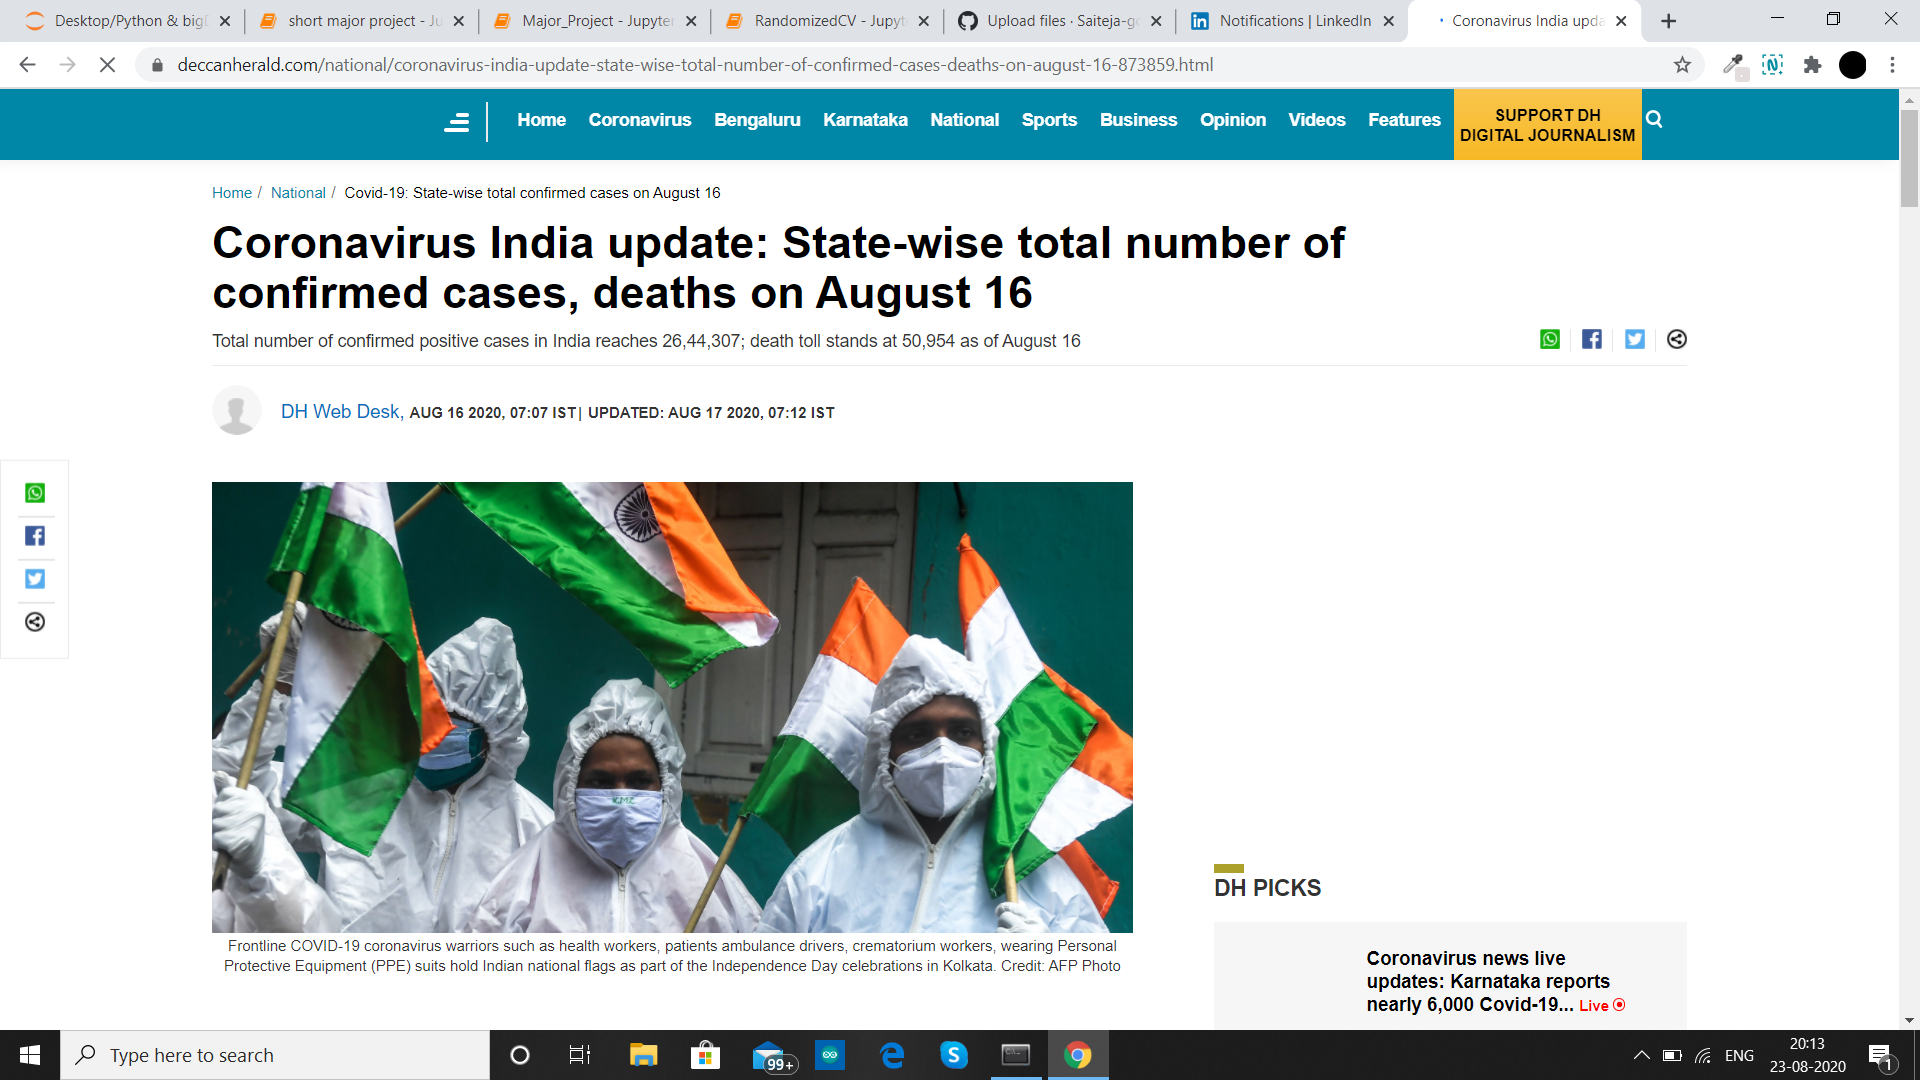 Desktop/Python & big
short major project - Ju
Major_Project - Jupyter
RandomizedCV - Jupyt
Upload files · Saiteja-g
Notifications | LinkedIn
Coronavirus India upda
deccanherald.com/national/coronavirus-india-update-state-wise-total-number-of-confirmed-cases-deaths-on-august-16-873859.html
Home Coronavirus Bengaluru Karnataka National Sports Business Opinion Videos Features
SUPPORT DH
DIGITAL JOURNALISM
Home / National / Covid-19: State-wise total confirmed cases on August 16
Coronavirus India update: State-wise total number of
confirmed cases, deaths on August 16
Total number of confirmed positive cases in India reaches 26,44,307; death toll stands at 50,954 as of August 16
DH Web Desk, AUG 16 2020, 07:07 IST | UPDATED: AUG 17 2020, 07:12 IST
Frontline COVID-19 coronavirus warriors such as health workers, patients ambulance drivers, crematorium workers, wearing Personal
Protective Equipment (PPE) suits hold Indian national flags as part of the Independence Day celebrations in Kolkata. Credit: AFP Photo
DH PICKS
Coronavirus news live
updates: Karnataka reports
nearly 6,000 Covid-19... Live
Type here to search
99+
ENG
20:13
23-08-2020
1